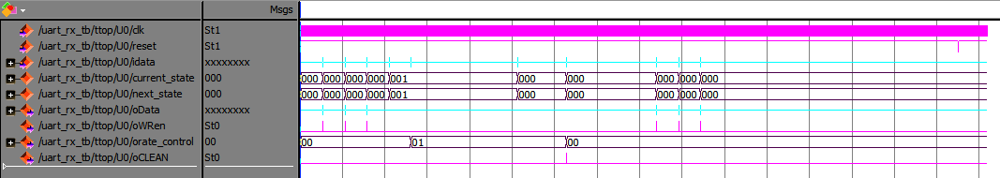 Msgs
/uart_rx_tb/ttop/U0/clk St1
/uart_rx_tb/ttop/U0/reset St1
/uart_rx_tb/ttop/U0/idata xxxxxxxx
/uart_rx_tb/ttop/U0/current_state 000 000 000 000 000 001 000 000 000 000 000
/uart_rx_tb/ttop/U0/next_state 000 000 000 000 000 001 000 000 000 000 000
/uart_rx_tb/ttop/U0/oData xxxxxxxx
/uart_rx_tb/ttop/U0/oWRen St0
/uart_rx_tb/ttop/U0/orate_control 00 00 01 00
/uart_rx_tb/ttop/U0/oCLEAN St0